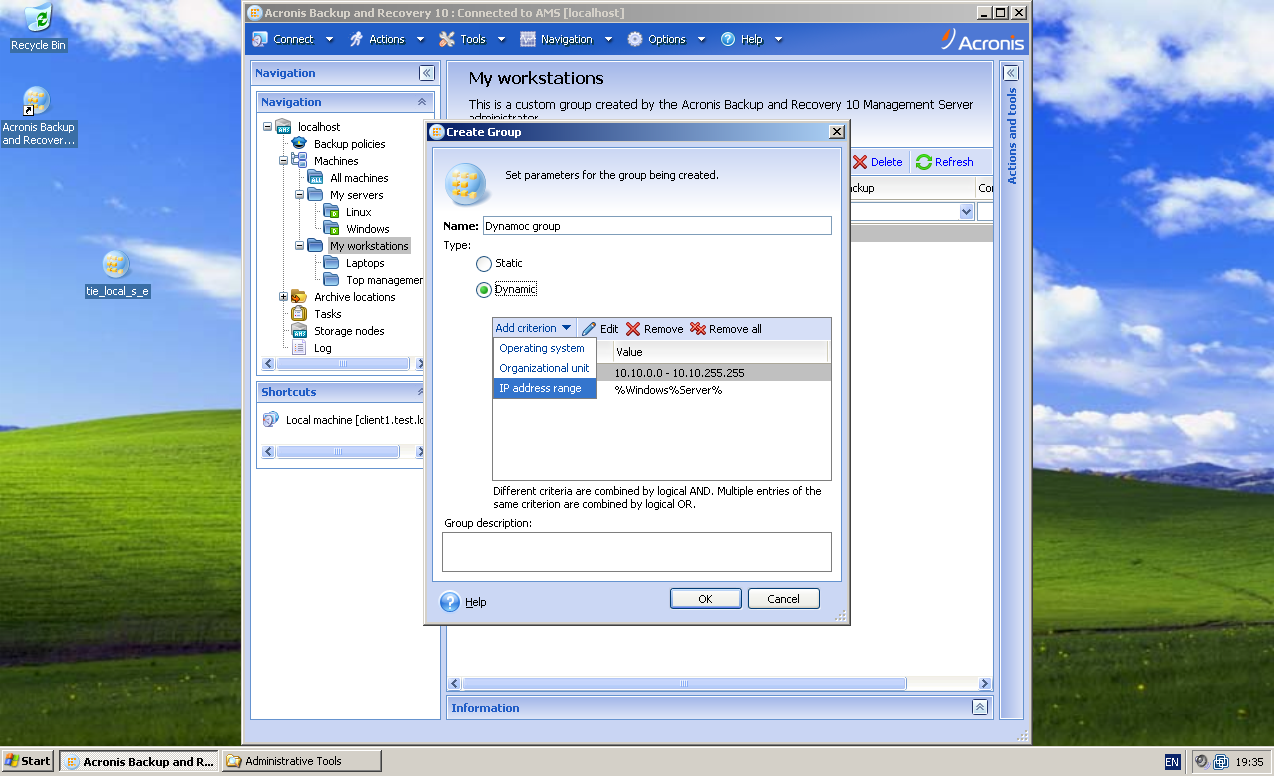 Recycle Bin
Acronis Backup
and Recover...
tie_local_s_e
Acronis Backup and Recovery 10 : Connected to AMS [localhost]
Connect
Actions
Tools
Navigation
Options
Help
Acronis
Navigation
Navigation
localhost
Backup policies
Machines
All machines
My servers
Linux
Windows
My workstations
Laptops
Top managemer
Archive locations
Tasks
Storage nodes
Log
Shortcuts
Local machine [client1.test.lo
My workstations
This is a custom group created by the Acronis Backup and Recovery 10 Management Server
administrator
Delete
Refresh
ckup
Cor
Actions and tools
Create Group
Set parameters for the group being created.
Name: Dynamoc group
Type:
Static
Dynamic
Add criterion
Edit
Remove
Remove all
Operating system
Organizational unit
IP address range
Value
10.10.0.0 - 10.10.255.255
%Windows%Server%
Different criteria are combined by logical AND. Multiple entries of the
same criterion are combined by logical OR.
Group description:
Help
OK
Cancel
Information
Start
Acronis Backup and R...
Administrative Tools
EN
19:35